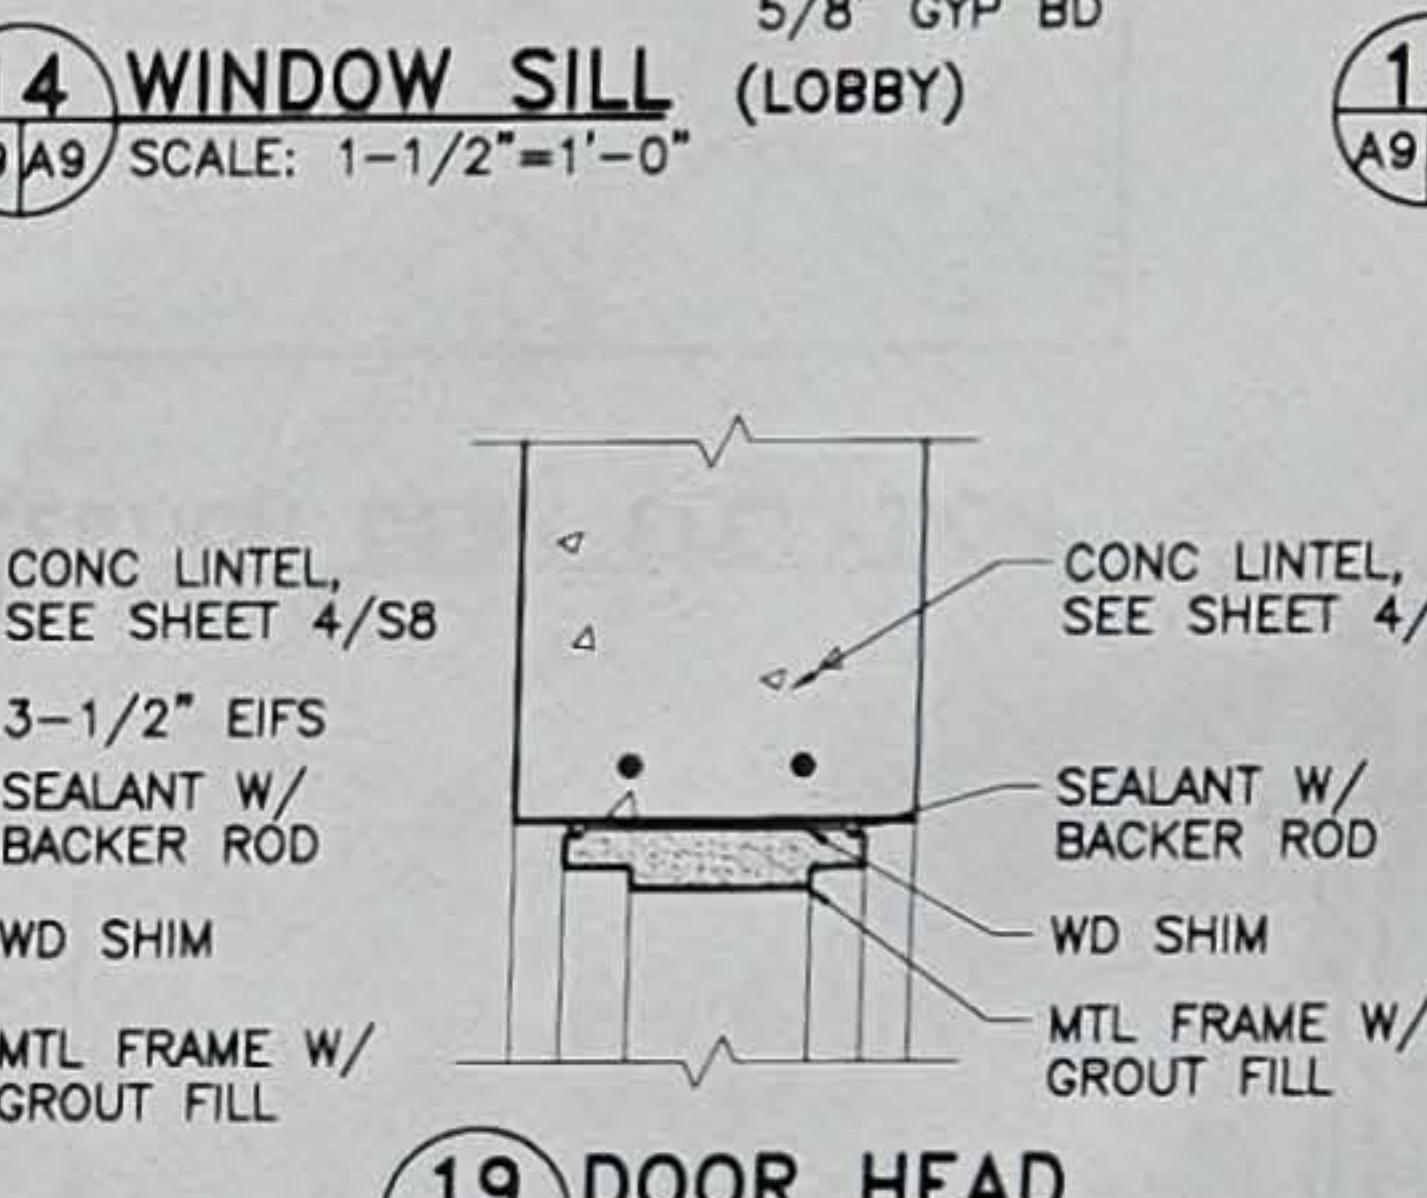 5/8" GYP BD
4 WINDOW SILL (LOBBY)
A9 SCALE: 1-1/2"=1'-0"
1
A9
CONC LINTEL,
SEE SHEET 4/S8
3-1/2" EIFS
SEALANT W/
BACKER ROD
WD SHIM
MTL FRAME W/
GROUT FILL
CONC LINTEL,
SEE SHEET 4/
SEALANT W/
BACKER ROD
WD SHIM
MTL FRAME W/
GROUT FILL
19 DOOR HEAD